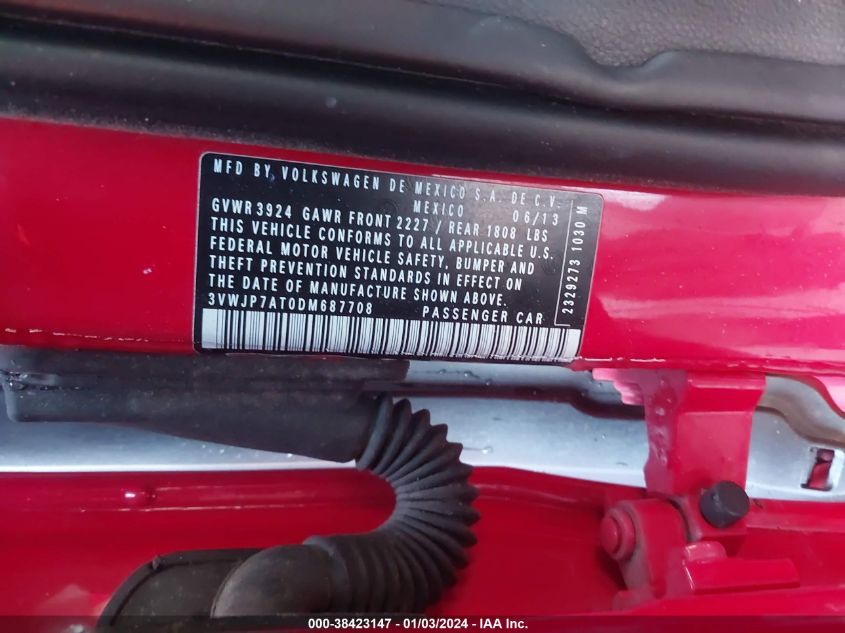 MFD BY VOLKSWAGEN DE MEXICO S.A. DE C.V.
MEXICO 06/13
GVWR 3924 GAWR FRONT 2227 / REAR 1808 LBS
THIS VEHICLE CONFORMS TO ALL APPLICABLE U.S.
FEDERAL MOTOR VEHICLE SAFETY, BUMPER AND
THEFT PREVENTION STANDARDS IN EFFECT ON
THE DATE OF MANUFACTURE SHOWN ABOVE.
3VWJP7AT0DM687708 PASSENGER CAR
2329273 1030 M
000-38423147 - 01/03/2024 - IAA Inc.